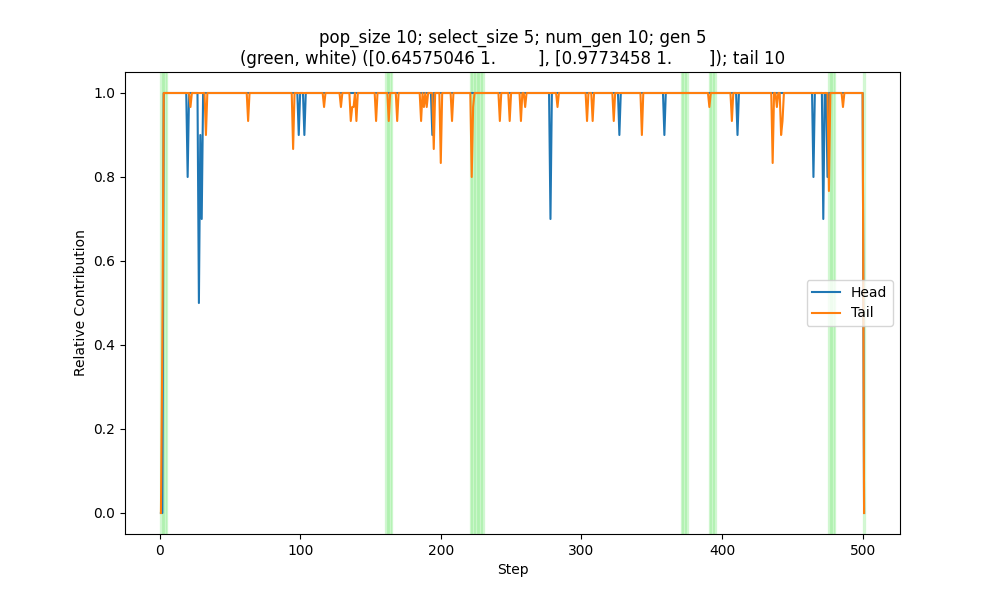 pop_size 10; select_size 5; num_gen 10; gen 5
(green, white) ([0.64575046 1.        ], [0.9773458 1.        ]); tail 10
1.0
0.8
0.6
0.4
0.2
0.0
Relative Contribution
Head
Tail
0 100 200 300 400 500
Step